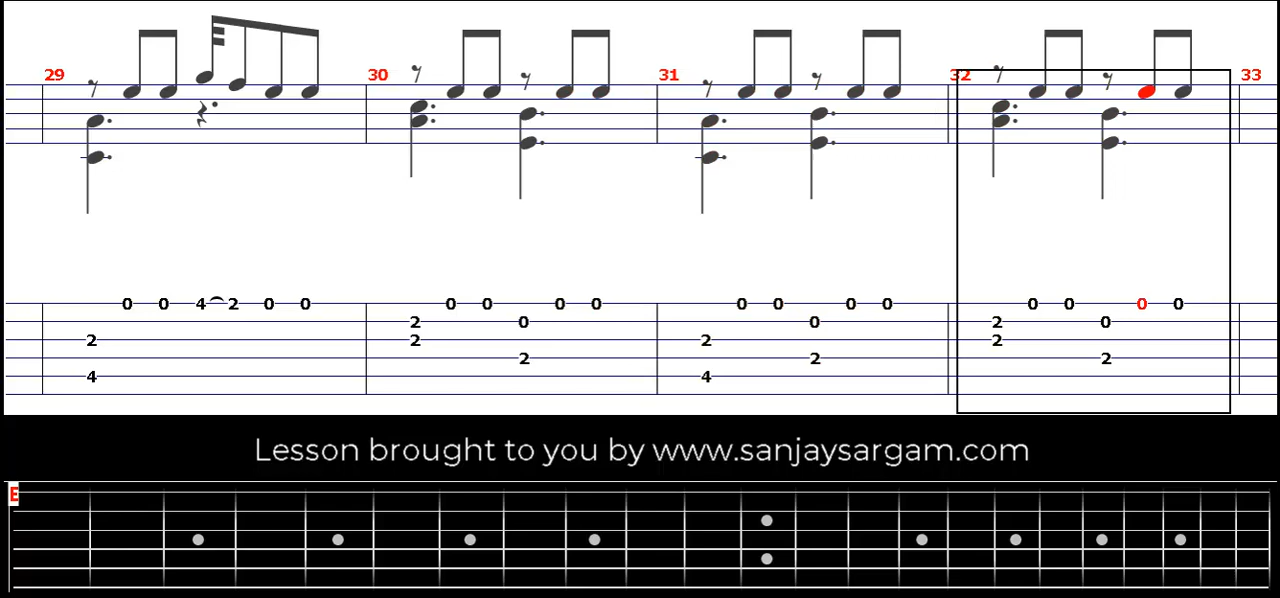 29 30 31 32 33
0 0 4 2 0 0 0 0 0 0 0 0 0 0 0 0 0 0
2 0 0 2 0
2 2 2 2
2 2 2
4 4
Lesson brought to you by www.sanjaysargam.com
E